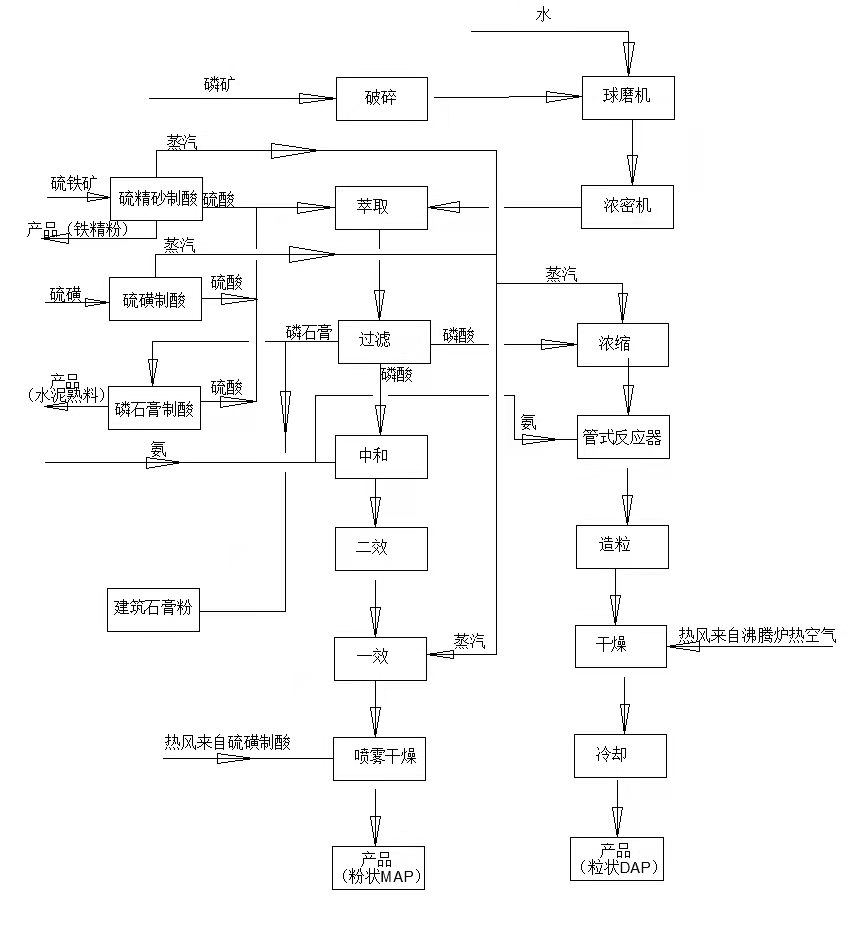 水
磷矿
破碎
球磨机
蒸汽
硫铁矿
硫精砂制酸
硫酸
萃取
浓密机
产品（铁精粉）
蒸汽
蒸汽
硫磺
硫磺制酸
硫酸
磷石膏
过滤
磷酸
浓缩
产品
（水泥熟料）
磷石膏制酸
硫酸
磷酸
氨
管式反应器
氨
中和
二效
造粒
建筑石膏粉
一效
蒸汽
干燥
热风来自沸腾炉热空气
热风来自硫磺制酸
喷雾干燥
冷却
产品
（粉状MAP）
产品
（粒状DAP）